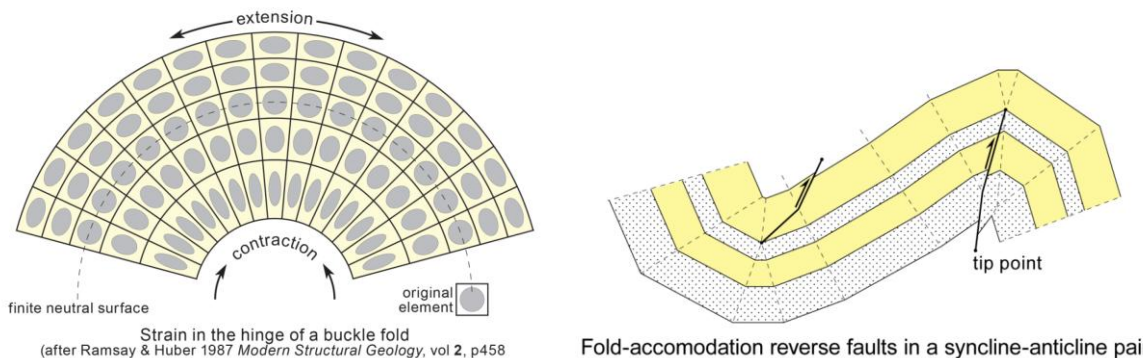 extension
contraction
finite neutral surface
original
element
Strain in the hinge of a buckle fold
(after Ramsay & Huber 1987 Modern Structural Geology, vol 2, p458
tip point
Fold-accomodation reverse faults in a syncline-anticline pai